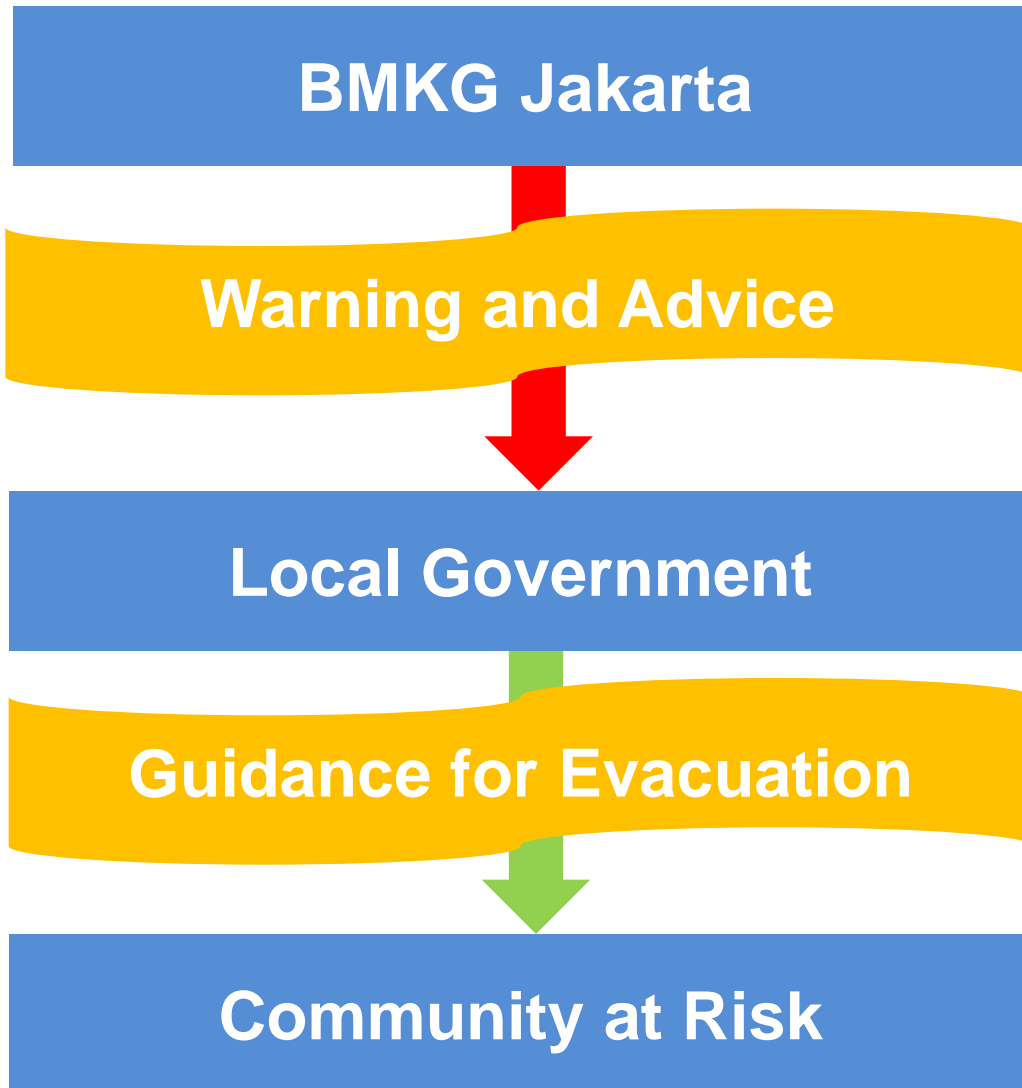 BMKG Jakarta
Warning and Advice
Local Government
Guidance for Evacuation
Community at Risk